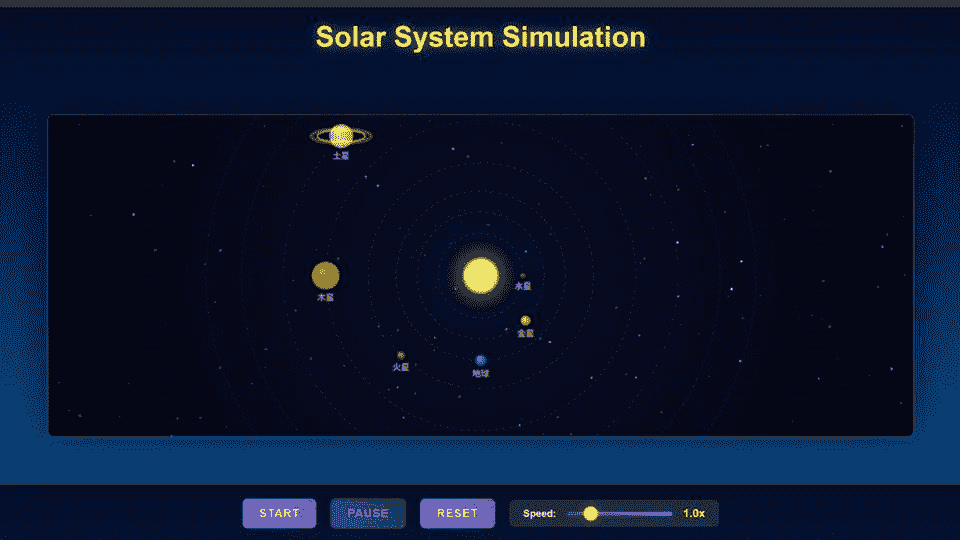 Solar System Simulation
土星
木星
水星
金星
火星
地球
START
PAUSE
RESET
Speed:
1.0x